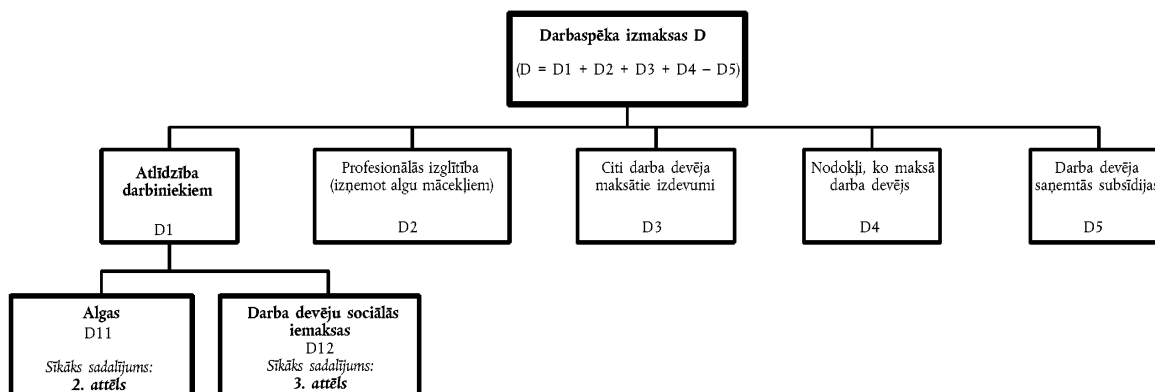 Darbaspēka izmaksas D
(D = D1 + D2 + D3 + D4 – D5)
Atlīdzība
darbiniekiem
D1
Profesionālās izglītība
(izņemot algu mācekļiem)
D2
Citi darba devēja
maksātie izdevumi
D3
Nodokļi, ko maksā
darba devējs
D4
Darba devēja
saņemtās subsīdijas
D5
Algas
D11
Sīkāks sadalījums:
2. attēls
Darba devēju sociālās
iemaksas
D12
Sīkāks sadalījums:
3. attēls